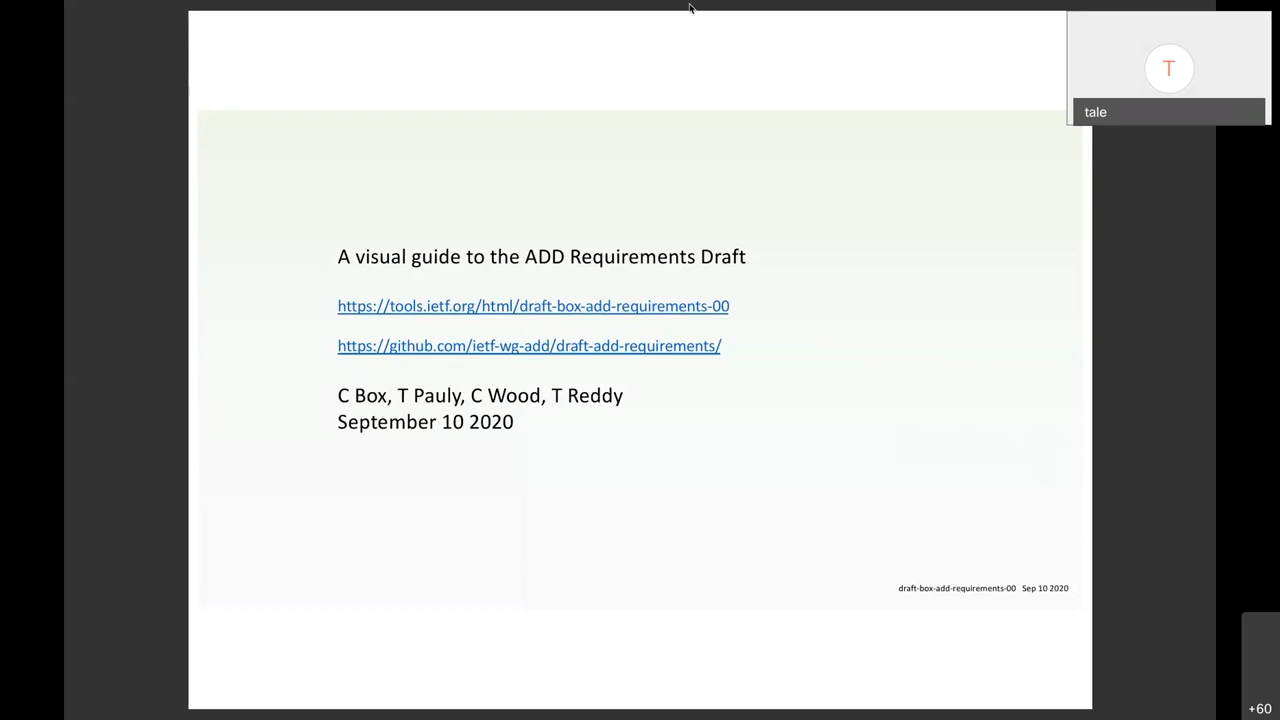 T
tale
A visual guide to the ADD Requirements Draft
https://tools.ietf.org/html/draft-box-add-requirements-00
https://github.com/ietf-wg-add/draft-add-requirements/
C Box, T Pauly, C Wood, T Reddy
September 10 2020
draft-box-add-requirements-00 Sep 10 2020
+60